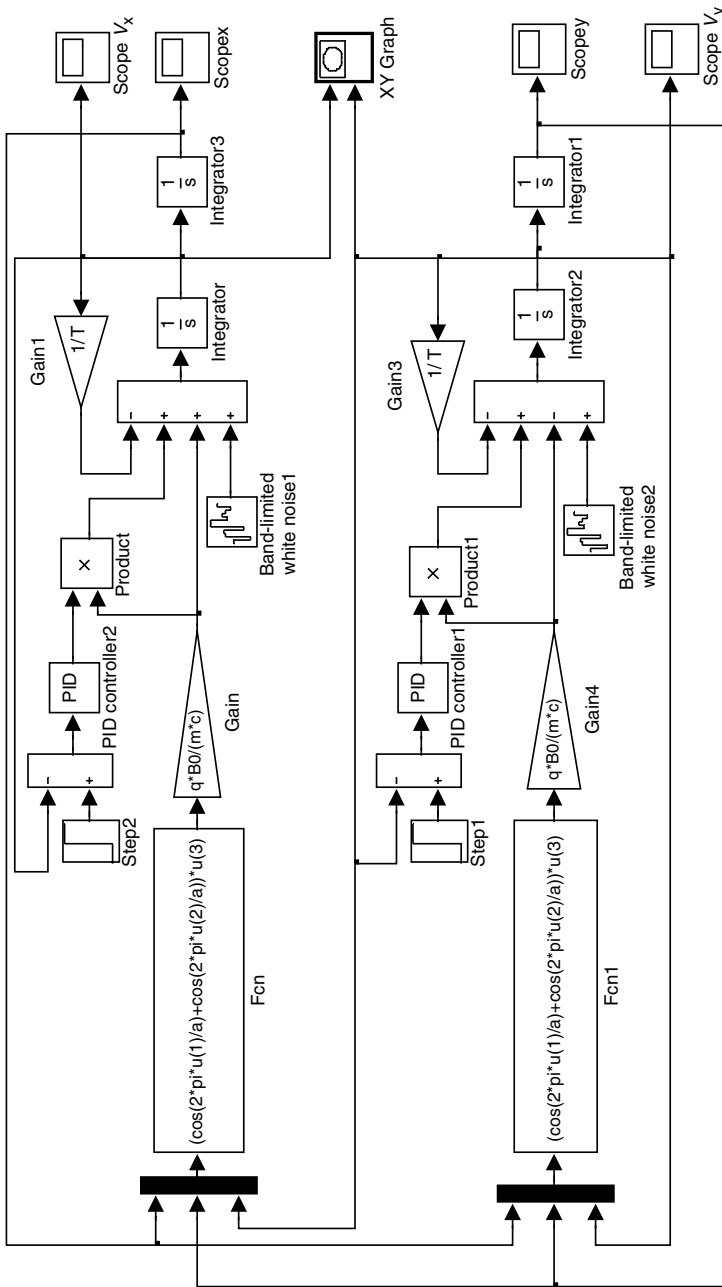 Step2
PID
PID controller2
×
Product
Gain1
1/T
Scope Vx
(cos(2*pi*u(1)/a)+cos(2*pi*u(2)/a))*u(3)
Fcn
q*B0/(m*c)
Gain
Band-limited
white noise1
-
+
-
+
+
+
1
s
Integrator
1
s
Integrator3
Scopex
XY Graph
Step1
PID
PID controller1
×
Product1
Gain3
1/T
-
+
(cos(2*pi*u(1)/a)+cos(2*pi*u(2)/a))*u(3)
Fcn1
q*B0/(m*c)
Gain4
Band-limited
white noise2
-
+
-
+
1
s
Integrator2
1
s
Integrator1
Scopey
Scope Vy